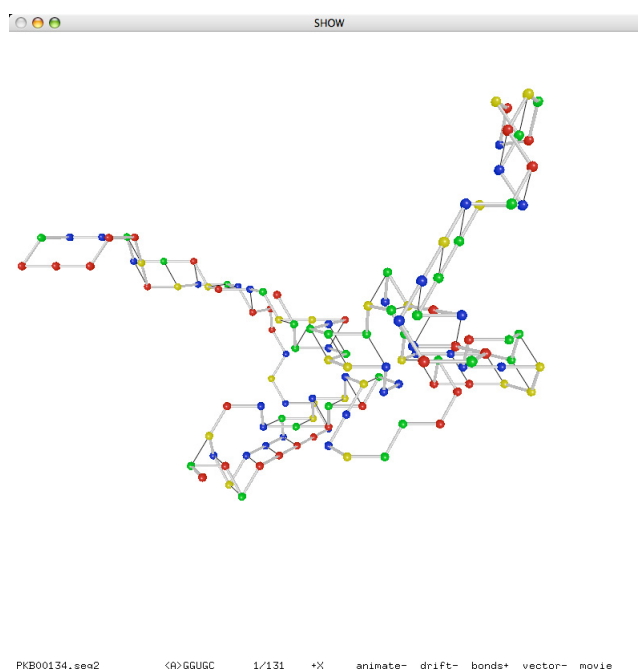 SHOW
PKB00134.seq2 <A>GGUGC 1/131 +X animate- drift- bonds+ vector- movie